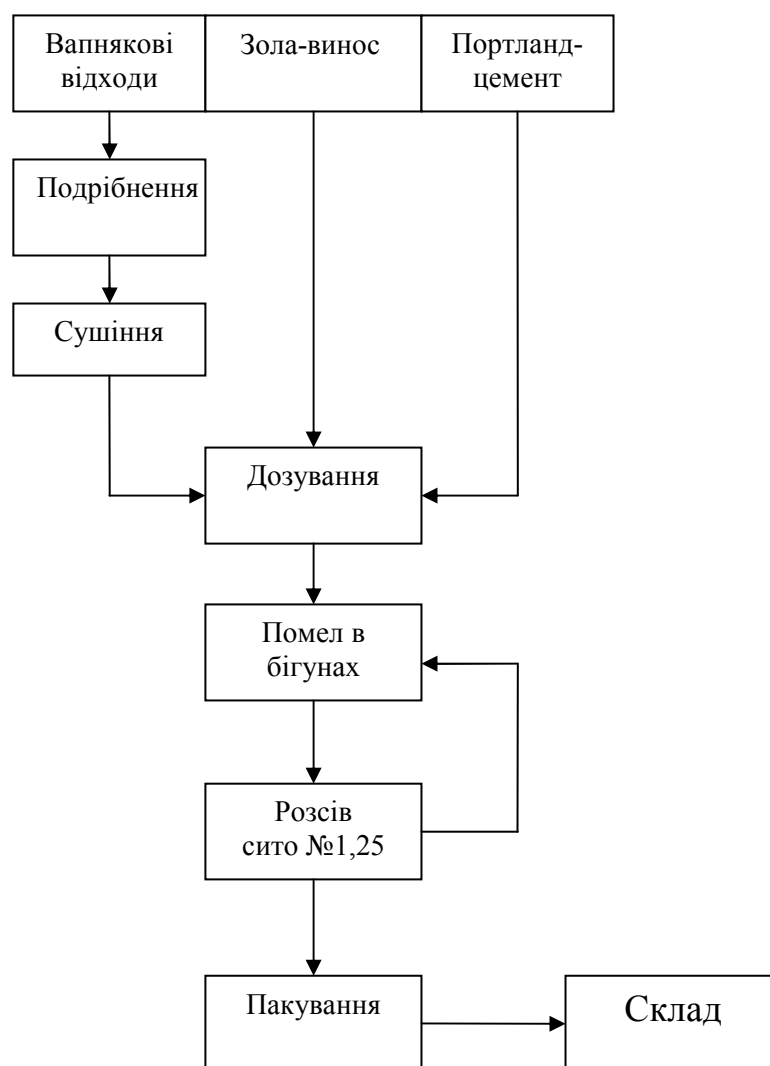 Вапнякові
відходи
Зола-винос
Портланд-
цемент
Подрібнення
Сушіння
Дозування
Помел в
бігунах
Розсів
сито №1,25
Пакування
Склад